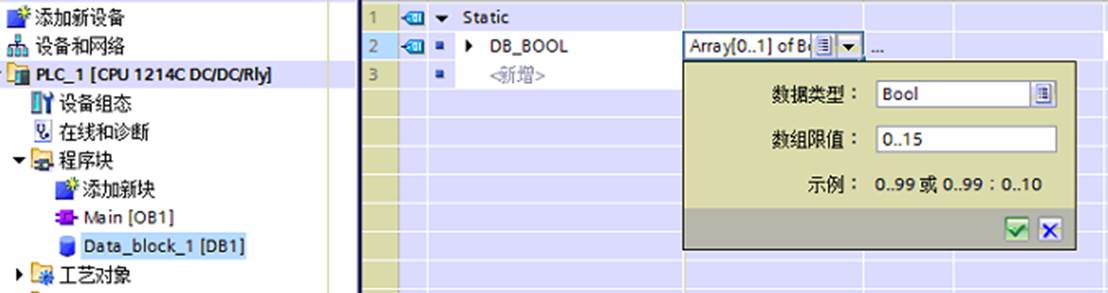 添加新设备
设备和网络
PLC_1 [CPU 1214C DC/DC/Rly]
设备组态
在线和诊断
程序块
添加新块
Main [OB1]
Data_block_1 [DB1]
工艺对象
1 Static
2 DB_BOOL Array[0..1] of Bo ...
3 <新增>
数据类型： Bool
数组限值： 0..15
示例： 0..99 或 0..99：0..10